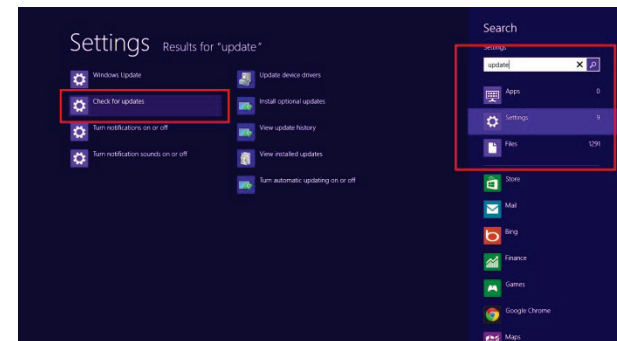 Settings Results for "update"
Windows Update
Check for updates
Turn notifications on or off
Turn notification sounds on or off
Update device drivers
Install optional updates
View update history
View installed updates
Turn automatic updating on or off
Search
Settings
update
Apps 0
Settings 9
Files 1291
Store
Mail
Bing
Finance
Games
Google Chrome
Maps